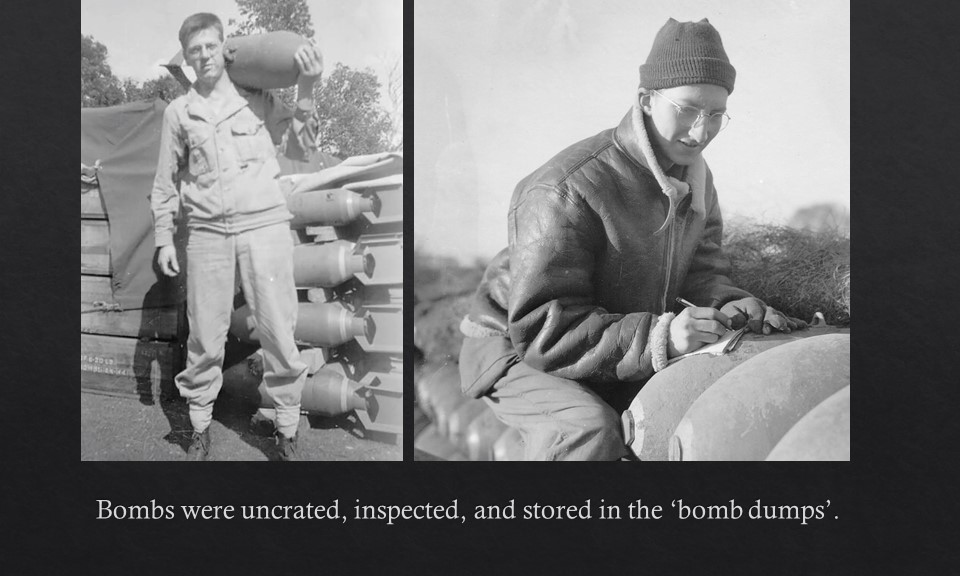 Bombs were uncrated, inspected, and stored in the ‘bomb dumps’.